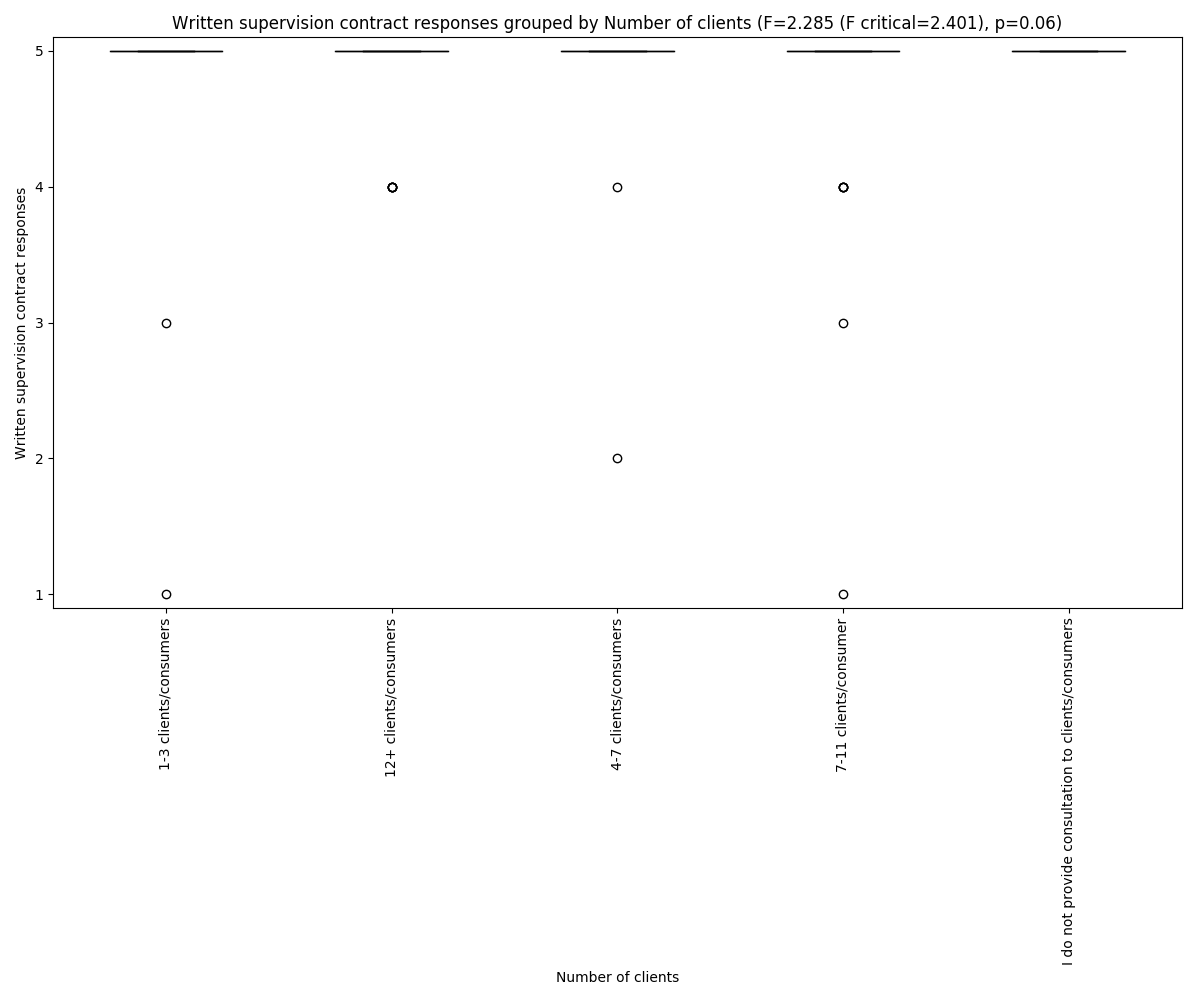 Written supervision contract responses grouped by Number of clients (F=2.285 (F critical=2.401), p=0.06)
Written supervision contract responses
5
4
3
2
1
1-3 clients/consumers
12+ clients/consumers
4-7 clients/consumers
7-11 clients/consumer
I do not provide consultation to clients/consumers
Number of clients